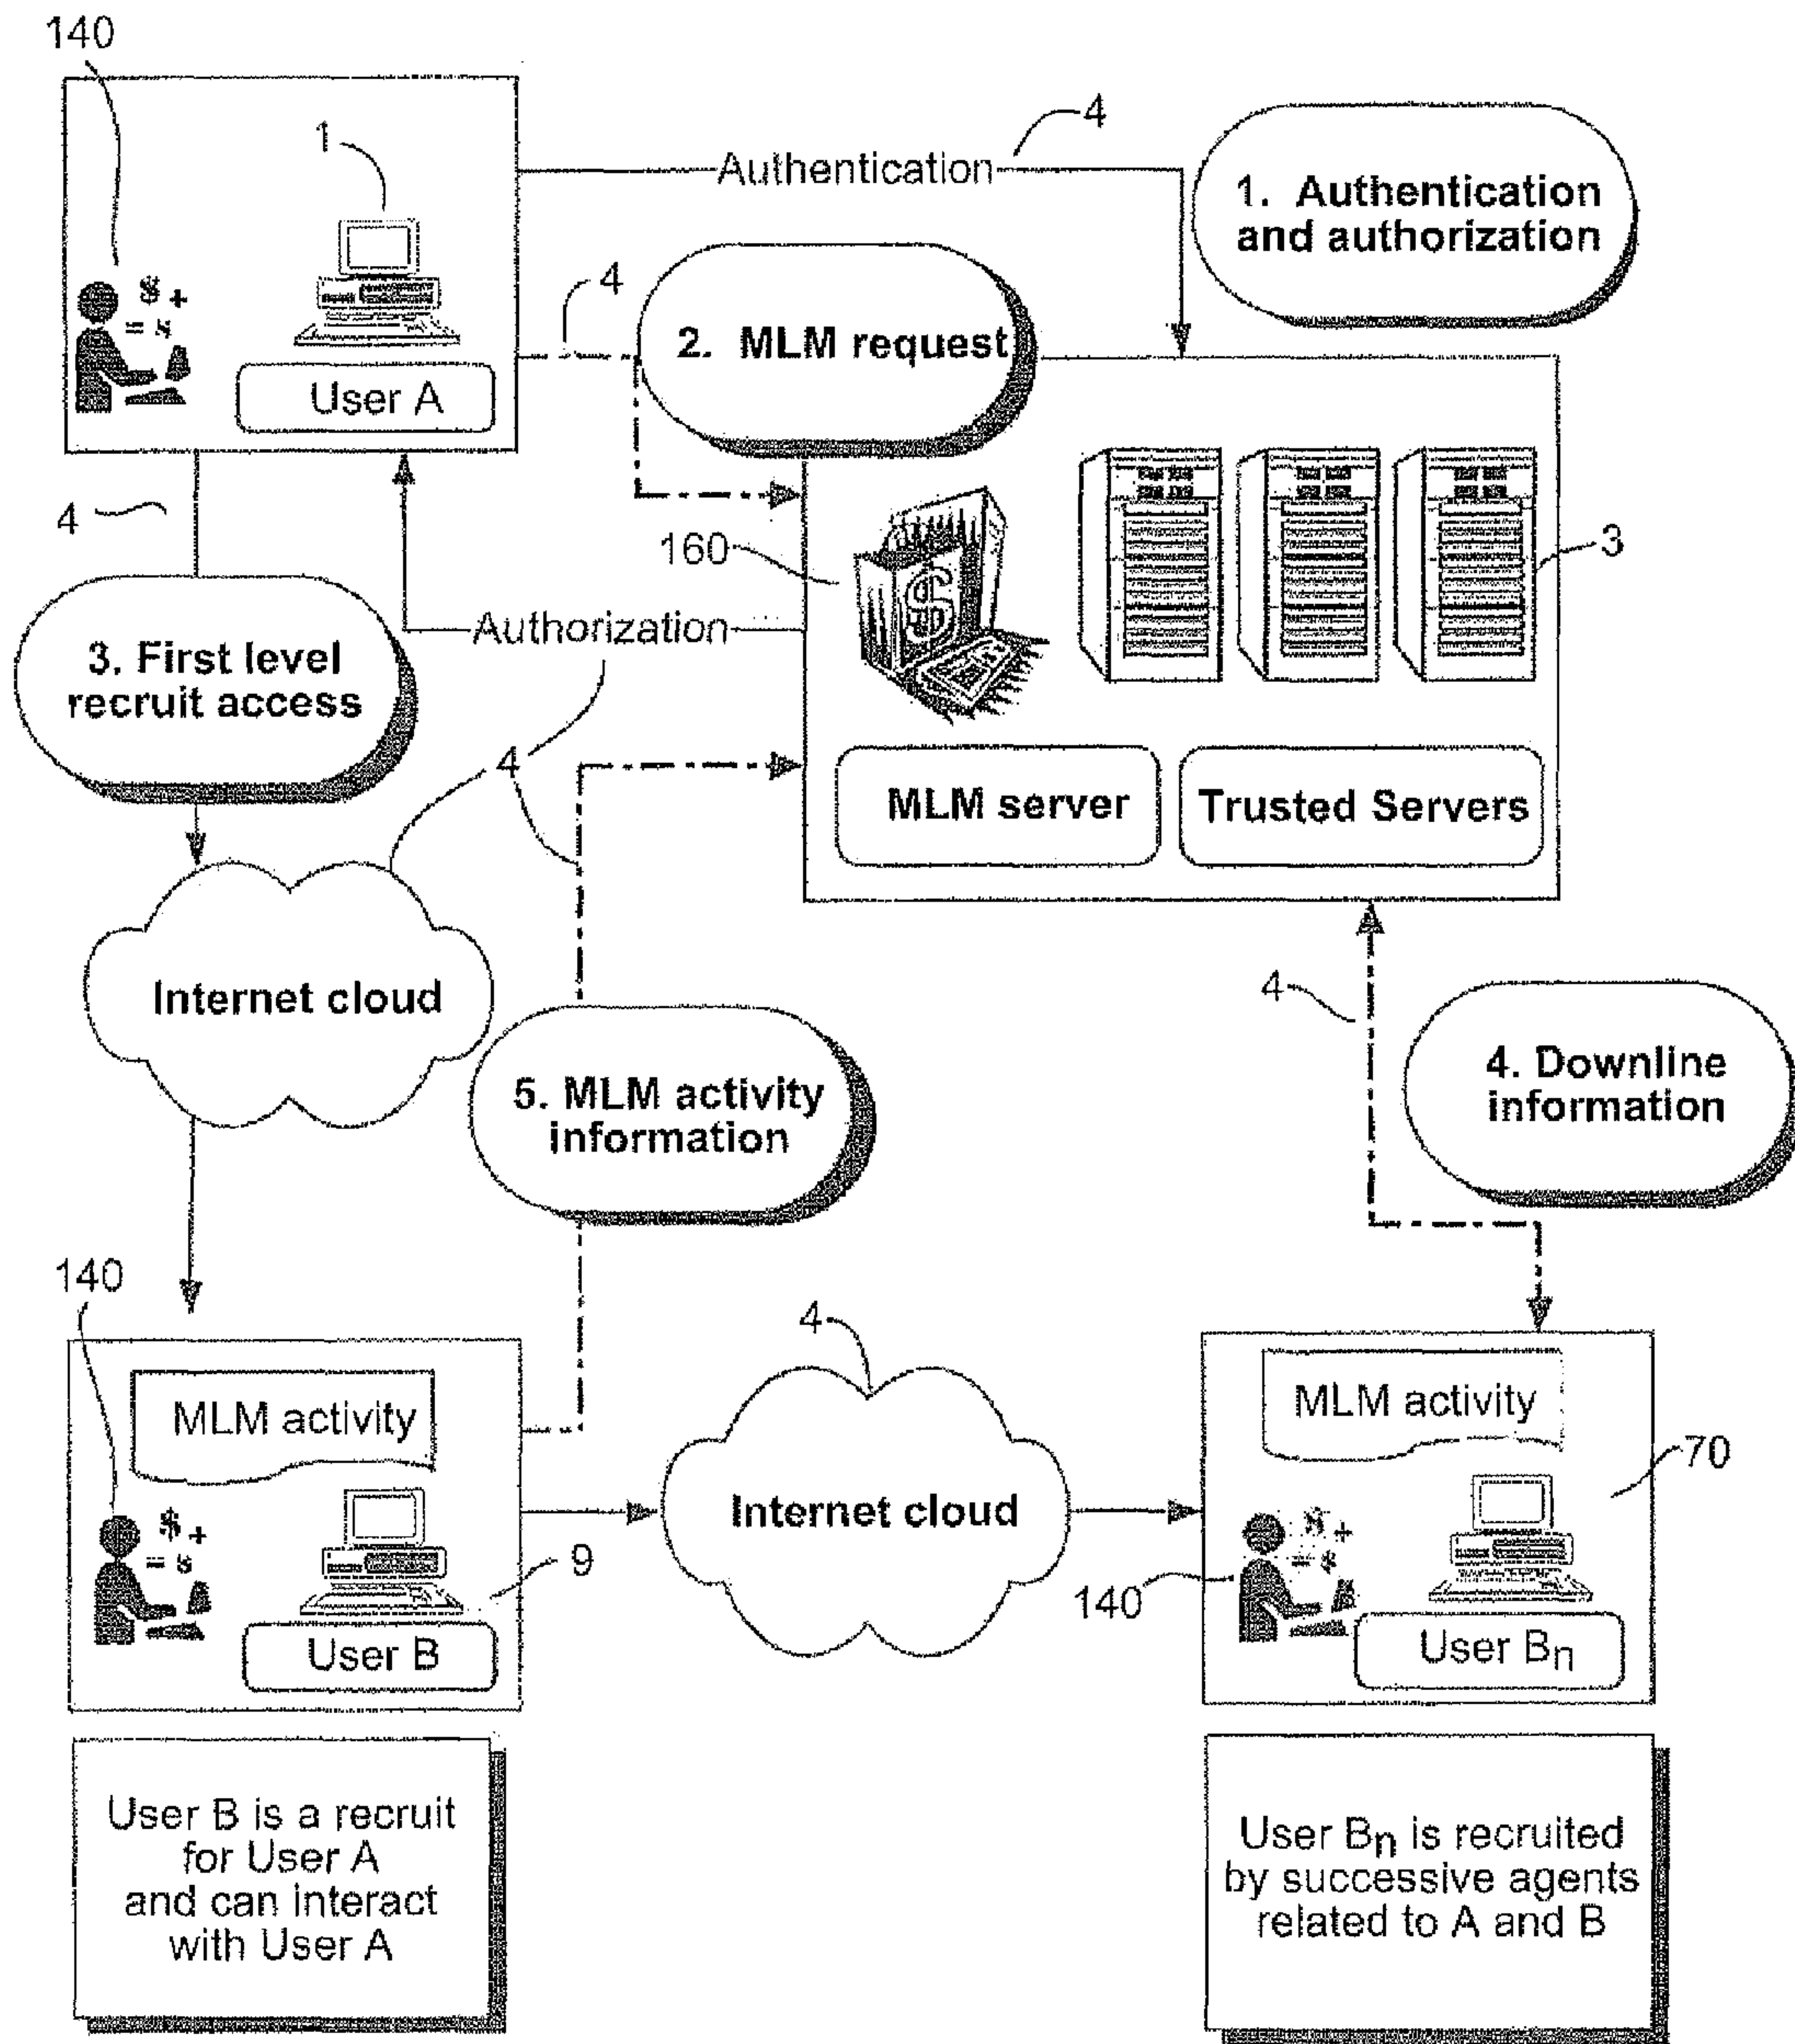 140
1
User A
Authentication
4
1. Authentication
and authorization
4
2. MLM request
4
3. First level
recruit access
Authorization
160
3
4
MLM server
Trusted Servers
Internet cloud
5. MLM activity
information
4
4. Downline
information
140
MLM activity
9
User B
4
Internet cloud
MLM activity
70
140
User Bn
User B is a recruit
for User A
and can interact
with User A
User Bn is recruited
by successive agents
related to A and B